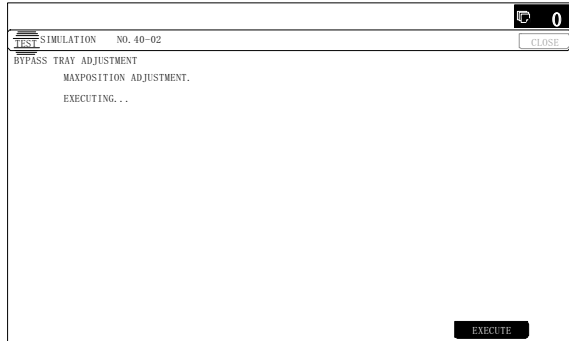 0
TEST SIMULATION NO. 40-02 CLOSE
BYPASS TRAY ADJUSTMENT
MAXPOSITION ADJUSTMENT.
EXECUTING...
EXECUTE